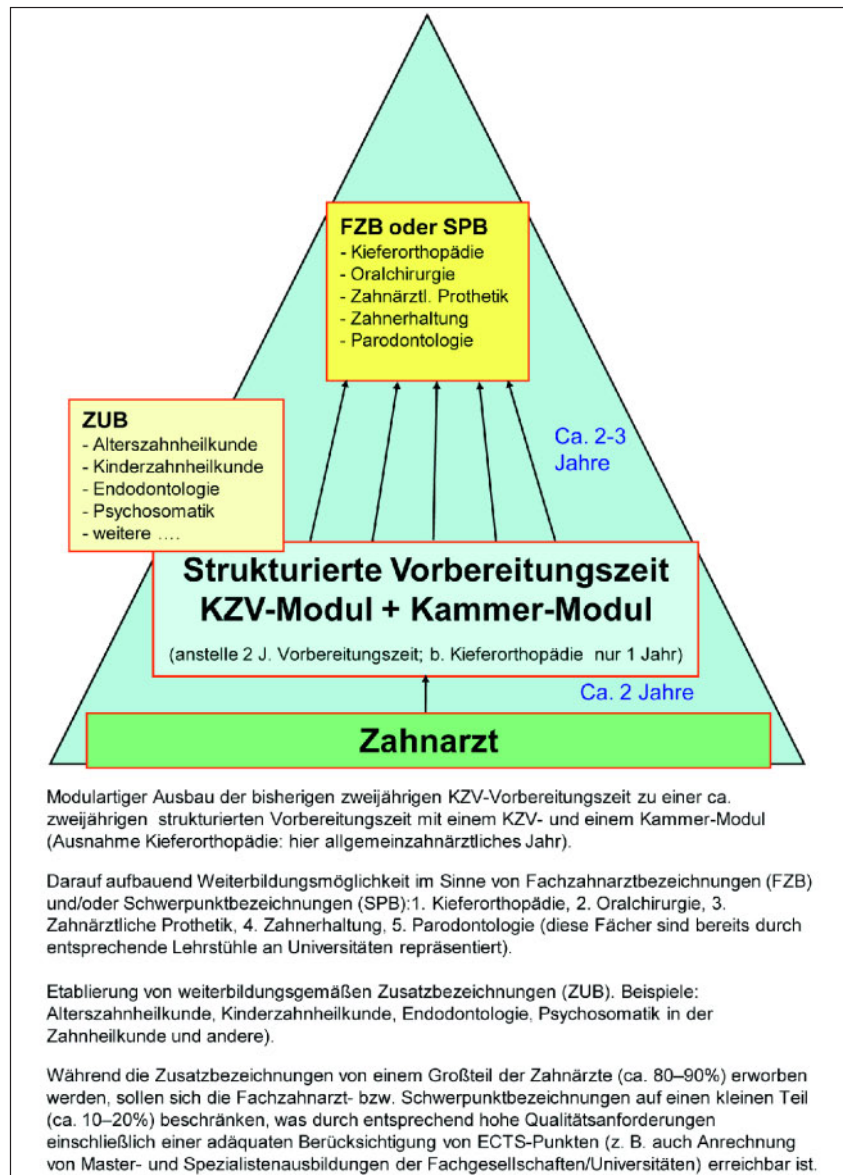 FZB oder SPB
- Kieferorthopädie
- Oralchirurgie
- Zahnärztl. Prothetik
- Zahnerhaltung
- Parodontologie
ZUB
- Alterszahnheilkunde
- Kinderzahnheilkunde
- Endodontologie
- Psychosomatik
- weitere ....
Ca. 2-3
Jahre
Strukturierte Vorbereitungszeit
KZV-Modul + Kammer-Modul
(anstelle 2 J. Vorbereitungszeit; b. Kieferorthopädie nur 1 Jahr)
Ca. 2 Jahre
Zahnarzt
Modulartiger Ausbau der bisherigen zweijährigen KZV-Vorbereitungszeit zu einer ca.
zweijährigen strukturierten Vorbereitungszeit mit einem KZV- und einem Kammer-Modul
(Ausnahme Kieferorthopädie: hier allgemeinzahnärztliches Jahr).
Darauf aufbauend Weiterbildungsmöglichkeit im Sinne von Fachzahnarztbezeichnungen (FZB)
und/oder Schwerpunktbezeichnungen (SPB):1. Kieferorthopädie, 2. Oralchirurgie, 3.
Zahnärztliche Prothetik, 4. Zahnerhaltung, 5. Parodontologie (diese Fächer sind bereits durch
entsprechende Lehrstühle an Universitäten repräsentiert).
Etablierung von weiterbildungsgemäßen Zusatzbezeichnungen (ZUB). Beispiele:
Alterszahnheilkunde, Kinderzahnheilkunde, Endodontologie, Psychosomatik in der
Zahnheilkunde und andere).
Während die Zusatzbezeichnungen von einem Großteil der Zahnärzte (ca. 80–90%) erworben
werden, sollen sich die Fachzahnarzt- bzw. Schwerpunktbezeichnungen auf einen kleinen Teil
(ca. 10–20%) beschränken, was durch entsprechend hohe Qualitätsanforderungen
einschließlich einer adäquaten Berücksichtigung von ECTS-Punkten (z. B. auch Anrechnung
von Master- und Spezialistenausbildungen der Fachgesellschaften/Universitäten) erreichbar ist.